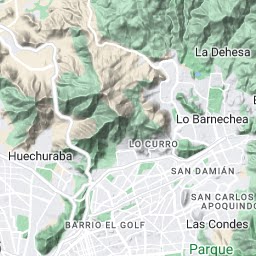 La Dehesa
Lo Barnechea
LO CURRO
Huechuraba
SAN DAMIÁN
SAN CARLOS
APOQUINDO
BARRIO EL GOLF
Las Condes
Parque